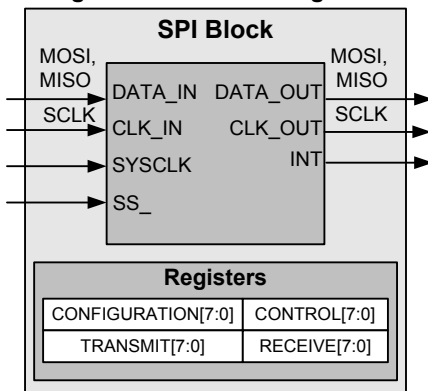 SPI Block
MOSI,
MISO
MOSI,
MISO
DATA_IN DATA_OUT
SCLK
SCLK
CLK_IN CLK_OUT
SYSCLK INT
SS_
Registers
CONFIGURATION[7:0] CONTROL[7:0]
TRANSMIT[7:0] RECEIVE[7:0]